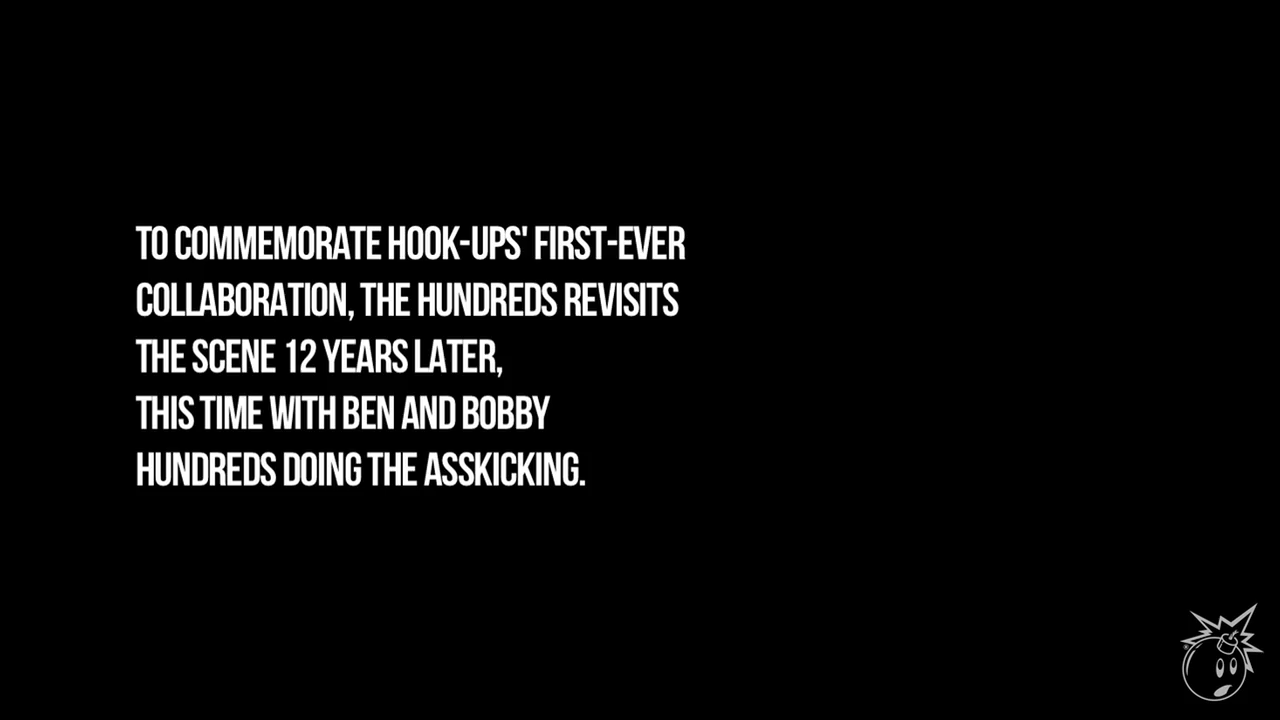 TO COMMEMORATE HOOK-UPS' FIRST-EVER
COLLABORATION, THE HUNDREDS REVISITS
THE SCENE 12 YEARS LATER,
THIS TIME WITH BEN AND BOBBY
HUNDREDS DOING THE ASSKICKING.